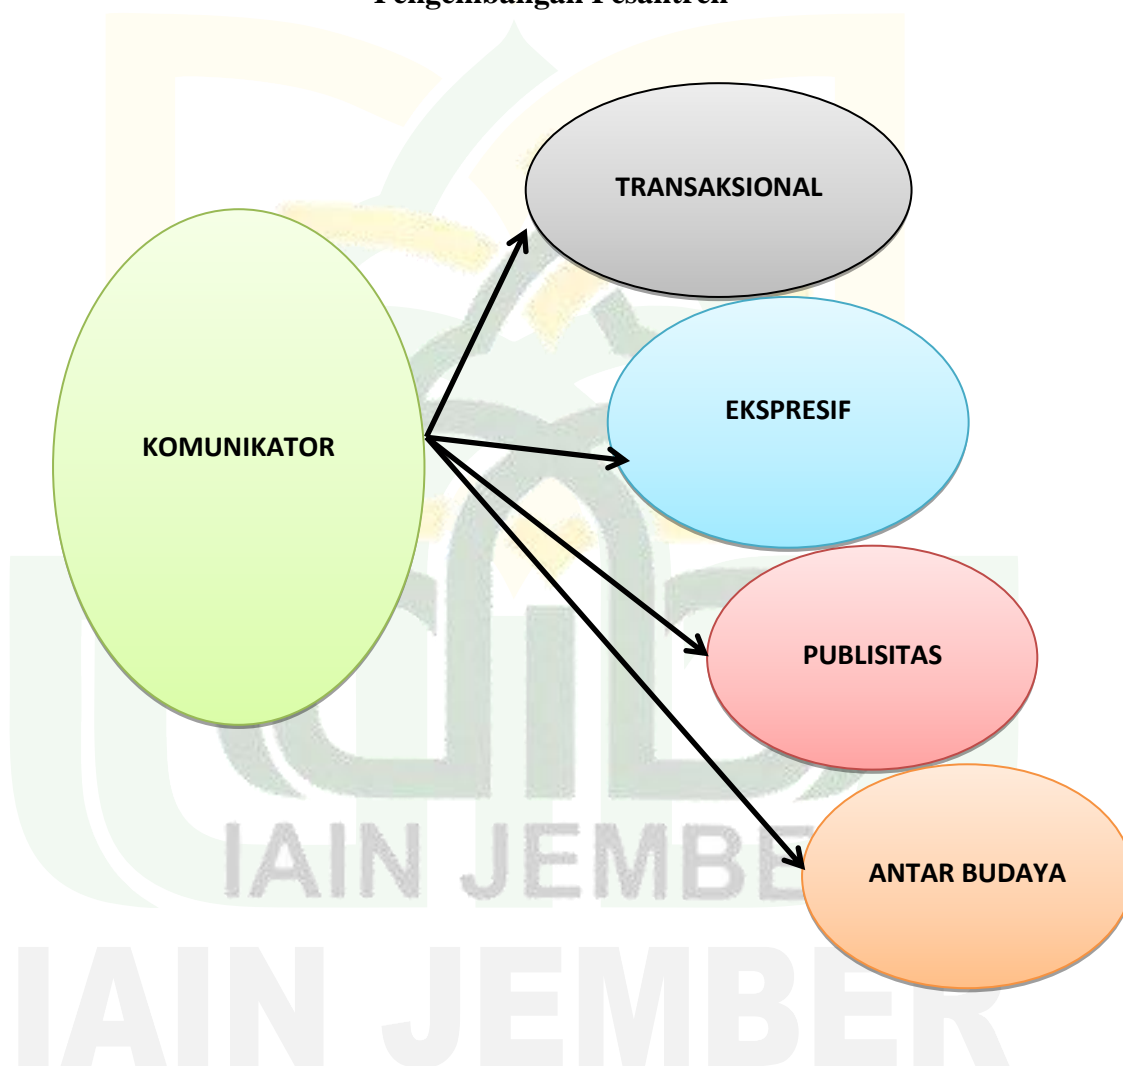 Pengembangan Pesantren
TRANSAKSIONAL
EKSPRESIF
KOMUNIKATOR
PUBLISITAS
ANTAR BUDAYA
IAIN JEMBER
IAIN JEMBER